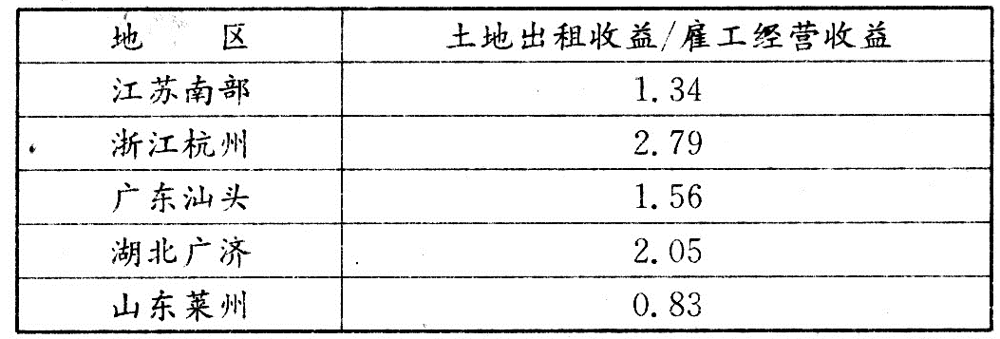 地 区 土地出租收益/雇工经营收益
江苏南部 1.34
浙江杭州 2.79
广东汕头 1.56
湖北广济 2.05
山东莱州 0.83